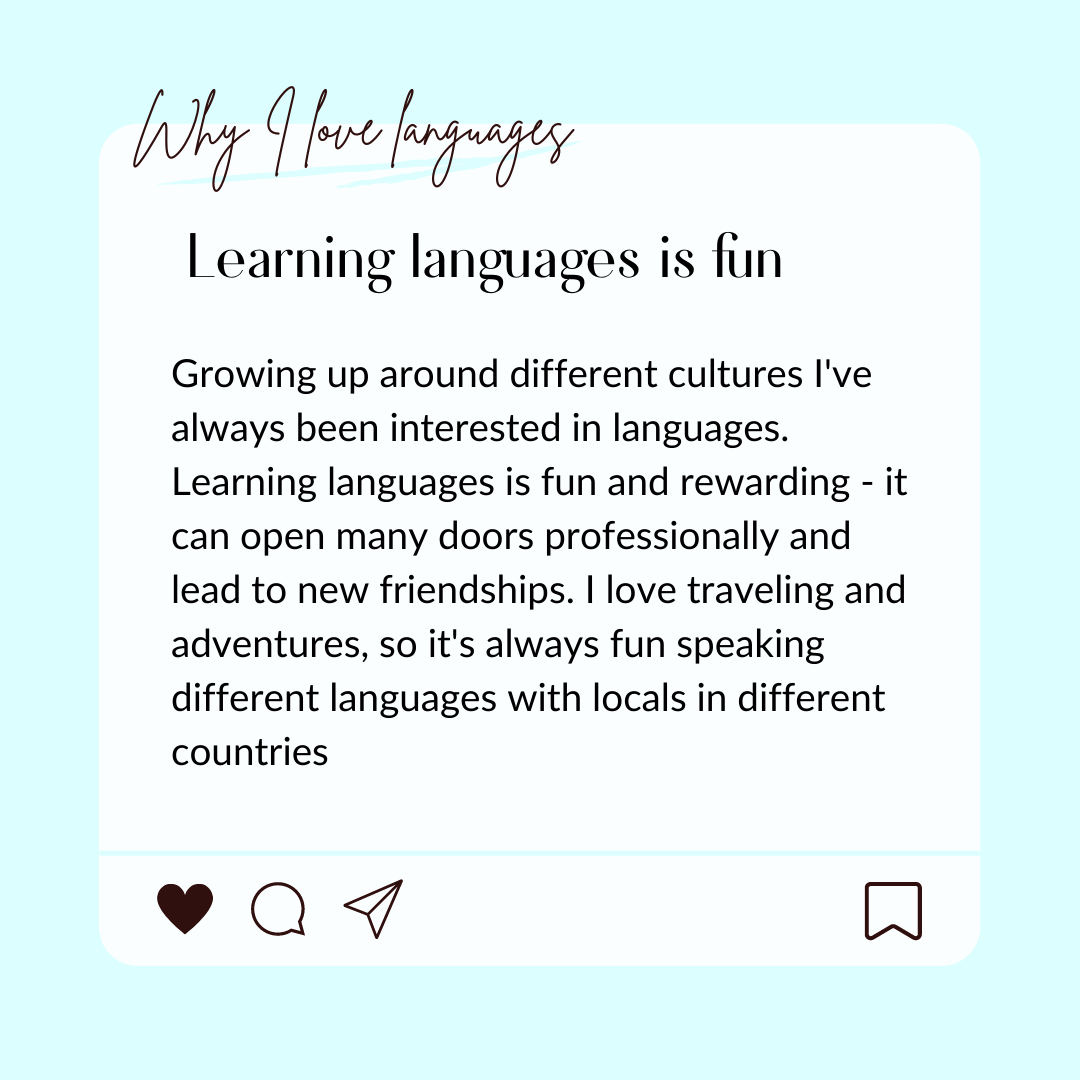 Why I love languages
Learning languages is fun
Growing up around different cultures I've
always been interested in languages.
Learning languages is fun and rewarding - it
can open many doors professionally and
lead to new friendships. I love traveling and
adventures, so it's always fun speaking
different languages with locals in different
countries